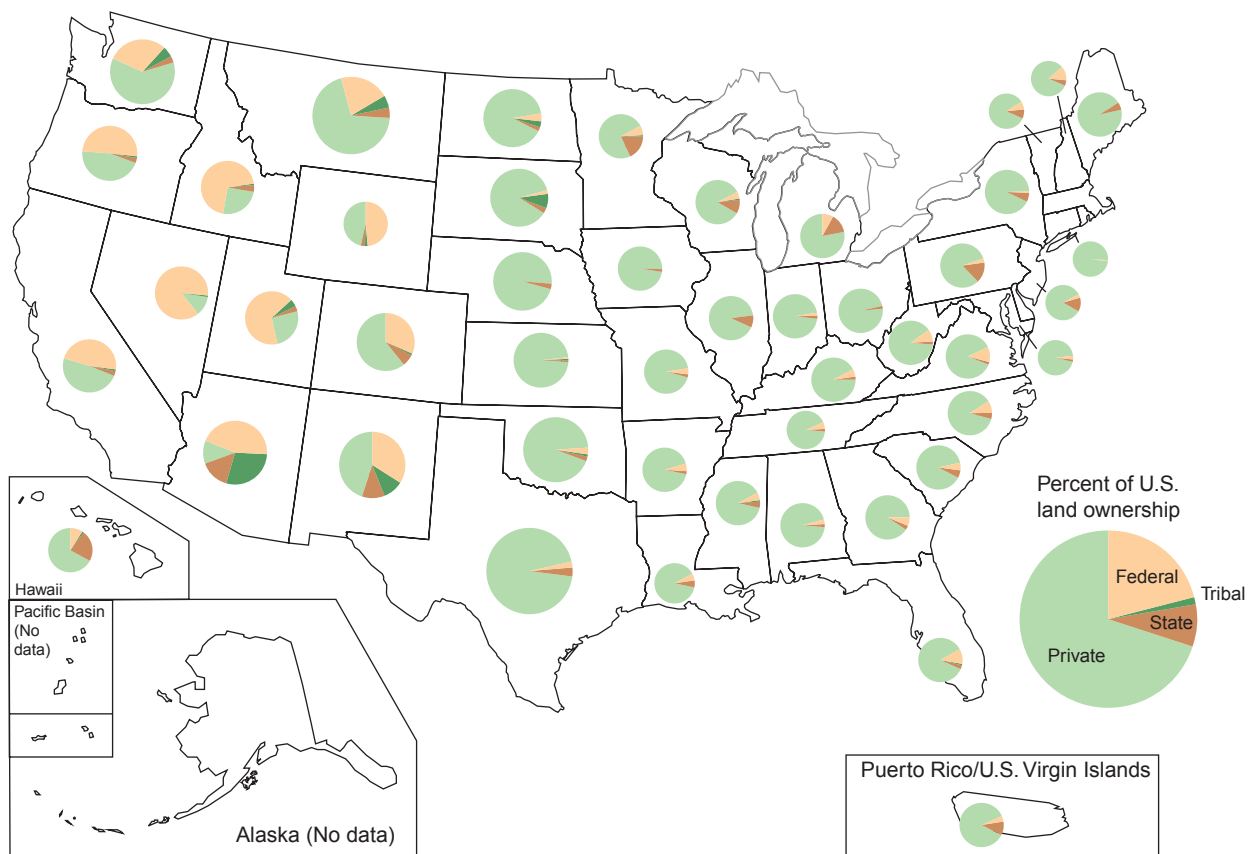 Percent of U.S.
land ownership
Federal
Tribal
State
Private
Hawaii
Pacific Basin
(No
data)
Alaska (No data)
Puerto Rico/U.S. Virgin Islands